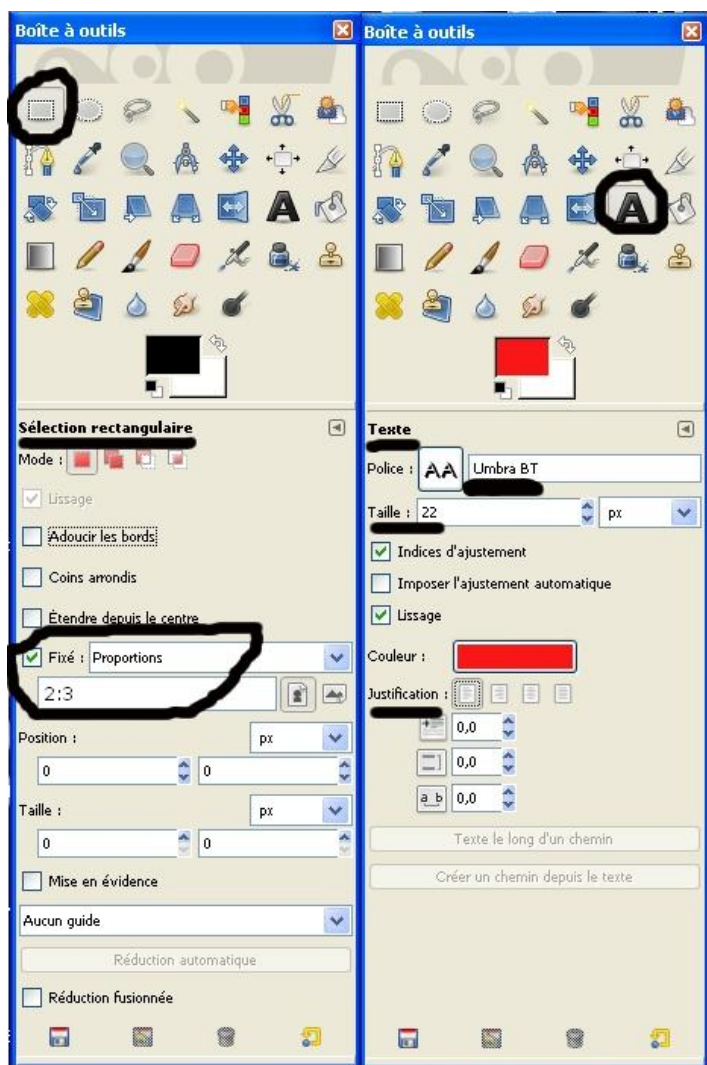 Boîte à outils
Sélection rectangulaire
Mode :
Lissage
Adoucir les bords
Coins arrondis
Étendre depuis le centre
Fixé : Proportions
2:3
Position : px
0 0
Taille : px
0 0
Mise en évidence
Aucun guide
Réduction automatique
Réduction fusionnée
Boîte à outils
A
Texte
Police : AA Umbra BT
Taille : 22 px
Indices d'ajustement
Imposer l'ajustement automatique
Lissage
Couleur :
Justification :
0,0
0,0
a b 0,0
Texte le long d'un chemin
Créer un chemin depuis le texte